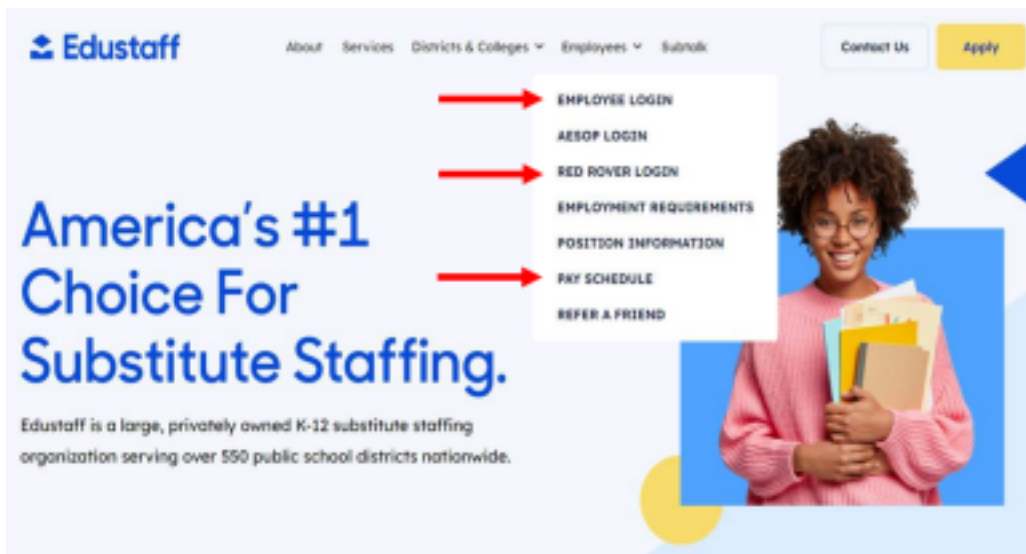 Edustaff
About Services Districts & Colleges Employees Subtalk Contact Us Apply
EMPLOYEE LOGIN
AESOP LOGIN
RED ROVER LOGIN
EMPLOYMENT REQUIREMENTS
POSITION INFORMATION
PAY SCHEDULE
REFER A FRIEND
America's #1
Choice For
Substitute Staffing.
Edustaff is a large, privately owned K-12 substitute staffing
organization serving over 550 public school districts nationwide.